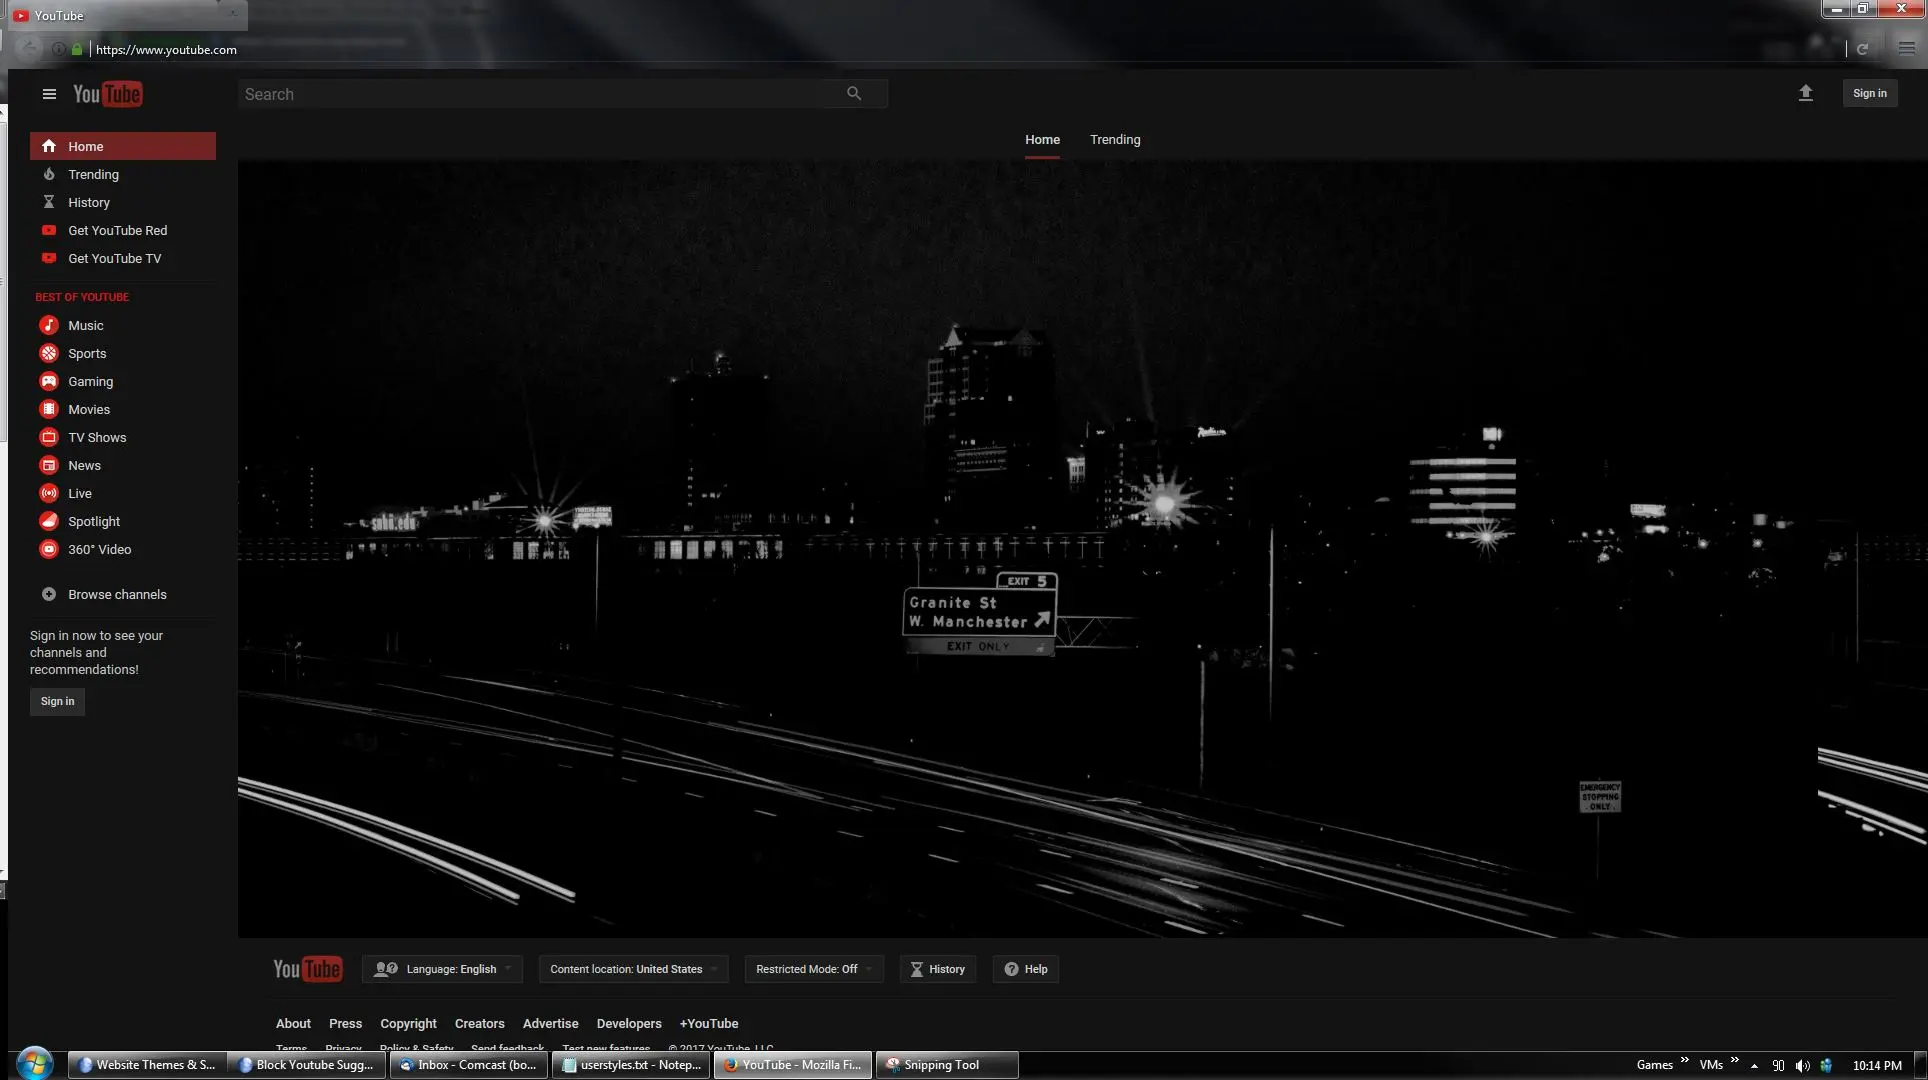 YouTube
https://www.youtube.com
YouTube
Search
Sign in
Home
Trending
Home
Trending
History
Get YouTube Red
Get YouTube TV
BEST OF YOUTUBE
Music
Sports
Gaming
Movies
TV Shows
News
Live
Spotlight
360° Video
Browse channels
Sign in now to see your
channels and
recommendations!
Sign in
snhu.edu
EXIT 5
Granite St
W. Manchester
EXIT ONLY
EMERGENCY
STOPPING
ONLY
YouTube
Language: English
Content location: United States
Restricted Mode: Off
History
Help
About Press Copyright Creators Advertise Developers +YouTube
Terms Privacy Policy & Safety Send feedback Test new features © 2017 YouTube, LLC
Website Themes & S...
Block Youtube Sugg...
Inbox - Comcast (bo...
userstyles.txt - Notep...
YouTube - Mozilla Fi...
Snipping Tool
Games » VMs » 90 10:14 PM